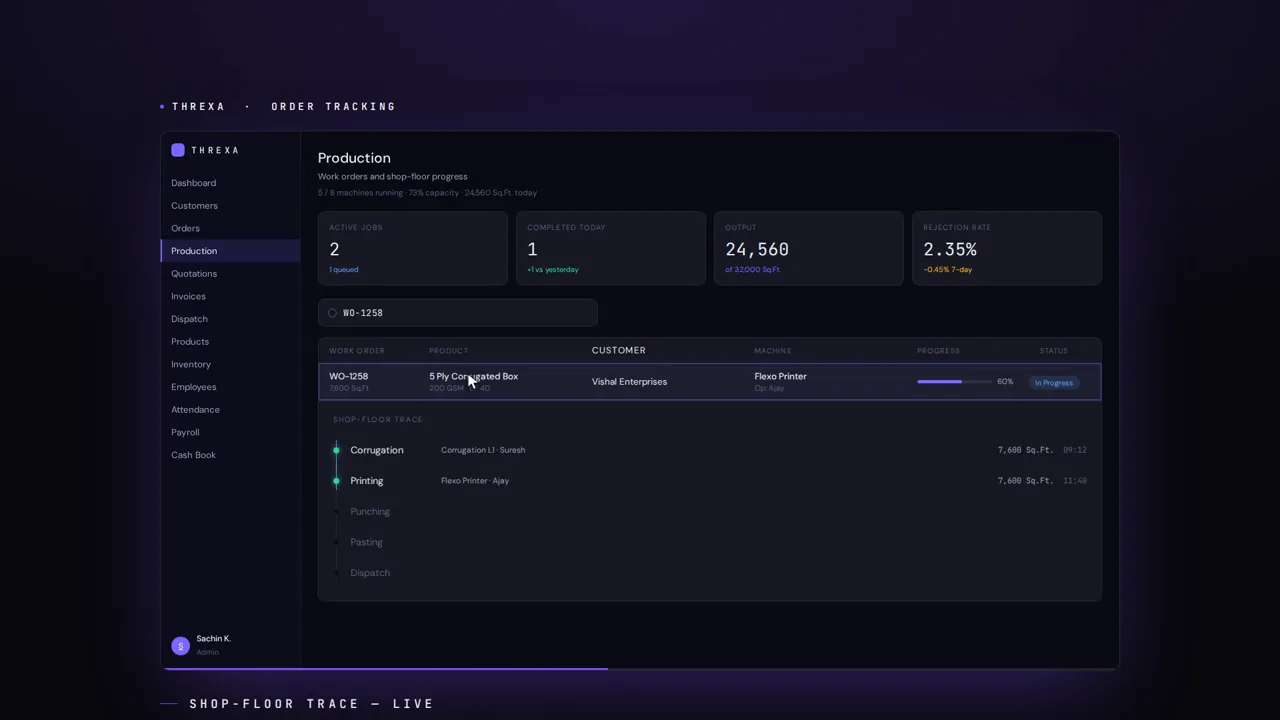 THREXA · ORDER TRACKING
THREXA
Dashboard
Customers
Orders
Production
Quotations
Invoices
Dispatch
Products
Inventory
Employees
Attendance
Payroll
Cash Book
S
Sachin K.
Admin
Production
Work orders and shop-floor progress
5 / 8 machines running · 73% capacity · 24,560 Sq.Ft. today
ACTIVE JOBS
2
1 queued
COMPLETED TODAY
1
+1 vs yesterday
OUTPUT
24,560
of 32,000 Sq.Ft.
REJECTION RATE
2.35%
-0.45% 7-day
WO-1258
WORK ORDER PRODUCT CUSTOMER MACHINE PROGRESS STATUS
WO-1258 5 Ply Corrugated Box Vishal Enterprises Flexo Printer 60% In Progress
7,600 Sq.Ft. 200 GSM 40 Op: Ajay
SHOP-FLOOR TRACE
Corrugation Corrugation L1 · Suresh 7,600 Sq.Ft. 09:12
Printing Flexo Printer · Ajay 7,600 Sq.Ft. 11:40
Punching
Pasting
Dispatch
SHOP-FLOOR TRACE — LIVE